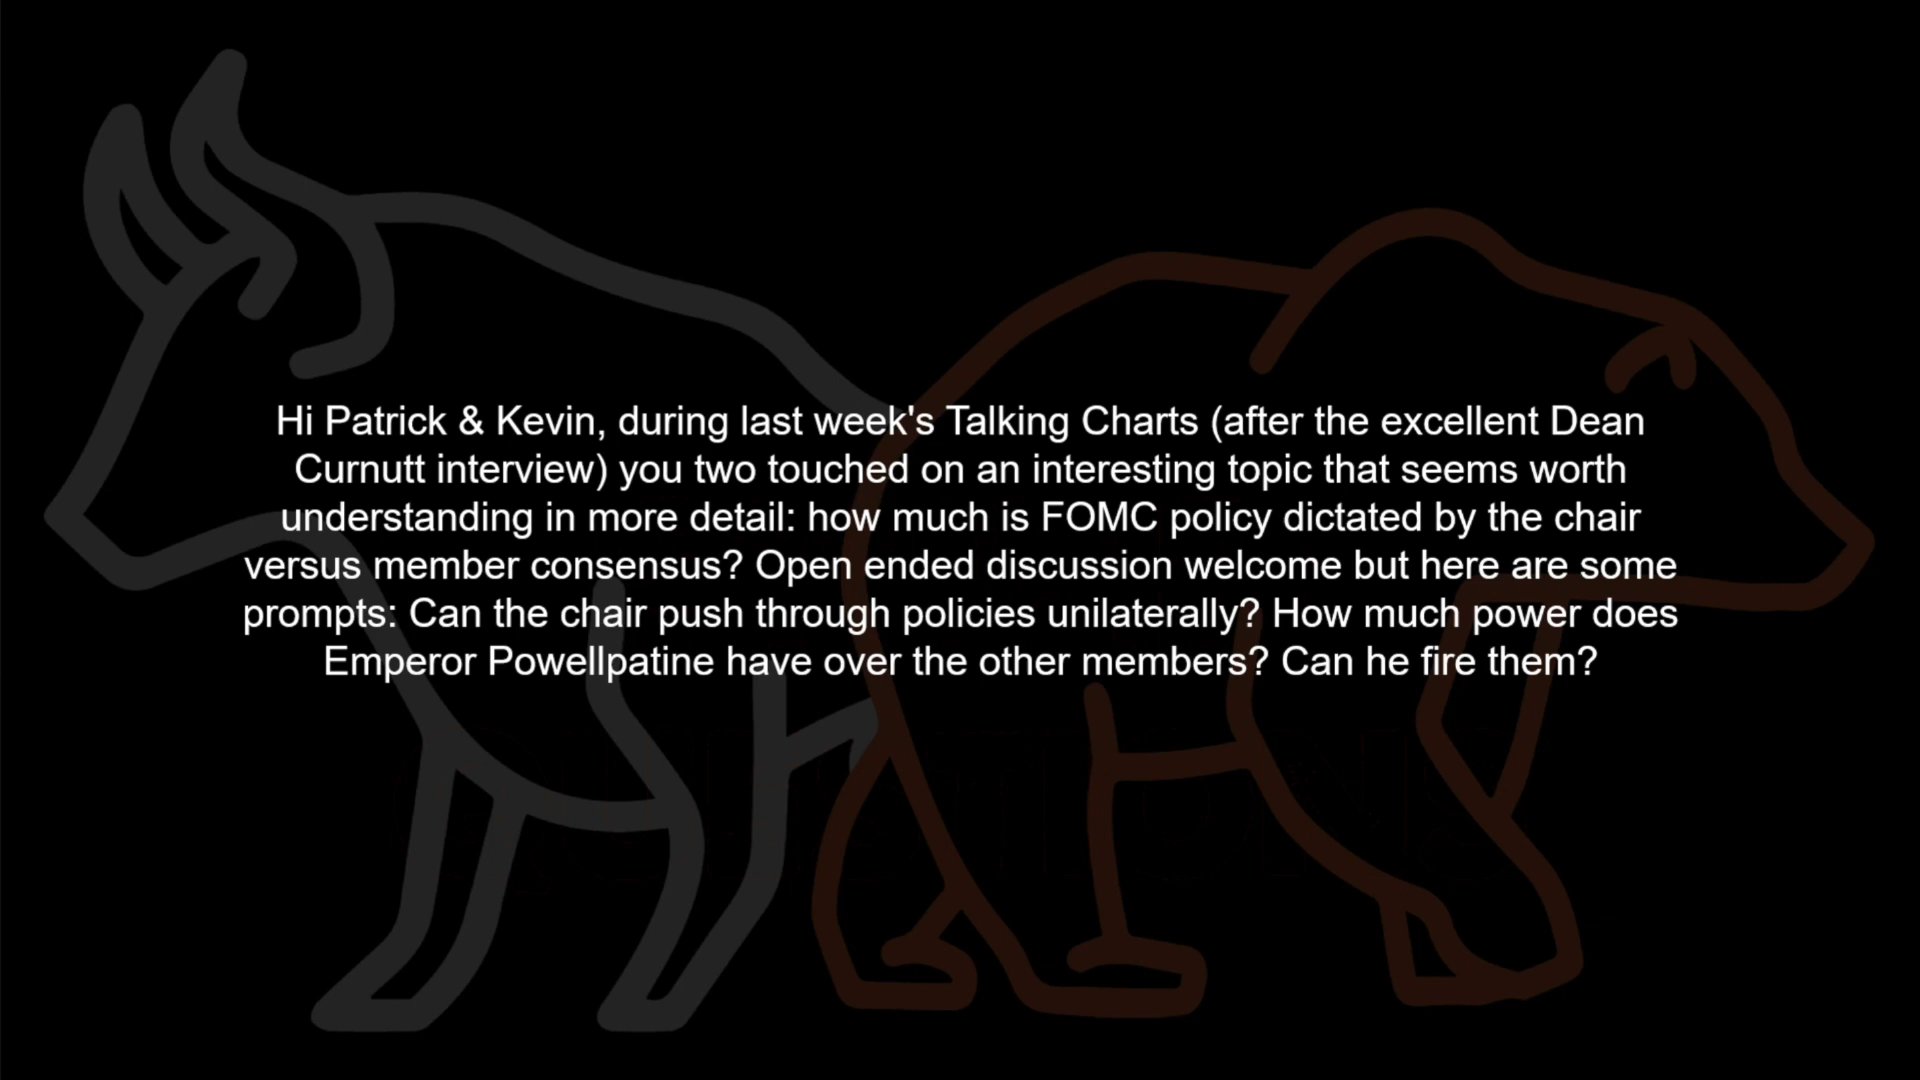 Hi Patrick & Kevin, during last week's Talking Charts (after the excellent Dean
Curnutt interview) you two touched on an interesting topic that seems worth
understanding in more detail: how much is FOMC policy dictated by the chair
versus member consensus? Open ended discussion welcome but here are some
prompts: Can the chair push through policies unilaterally? How much power does
Emperor Powellpatine have over the other members? Can he fire them?